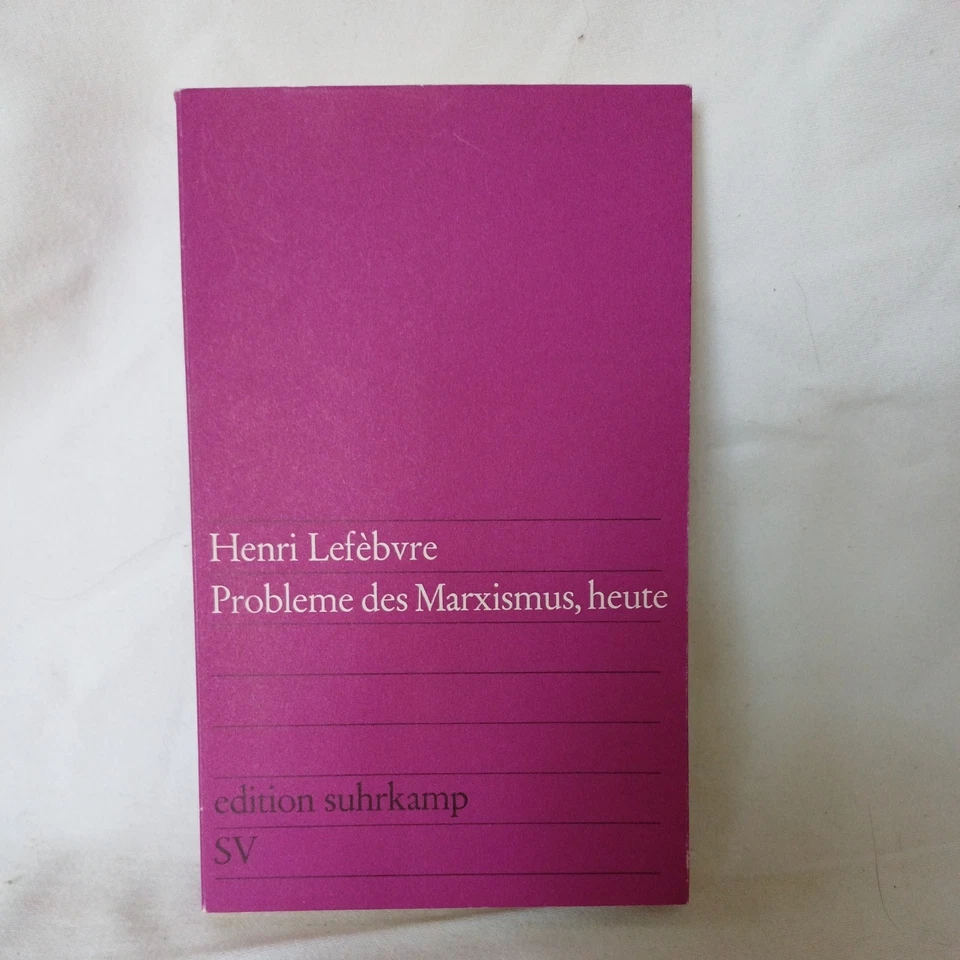 Henri Lefèbvre
Probleme des Marxismus, heute
edition suhrkamp
SV